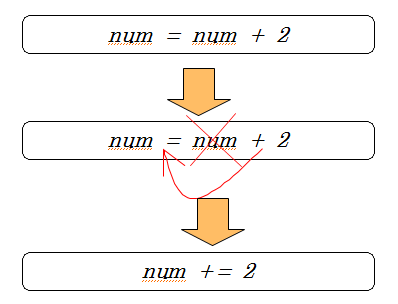 num = num + 2
num = num + 2
num += 2